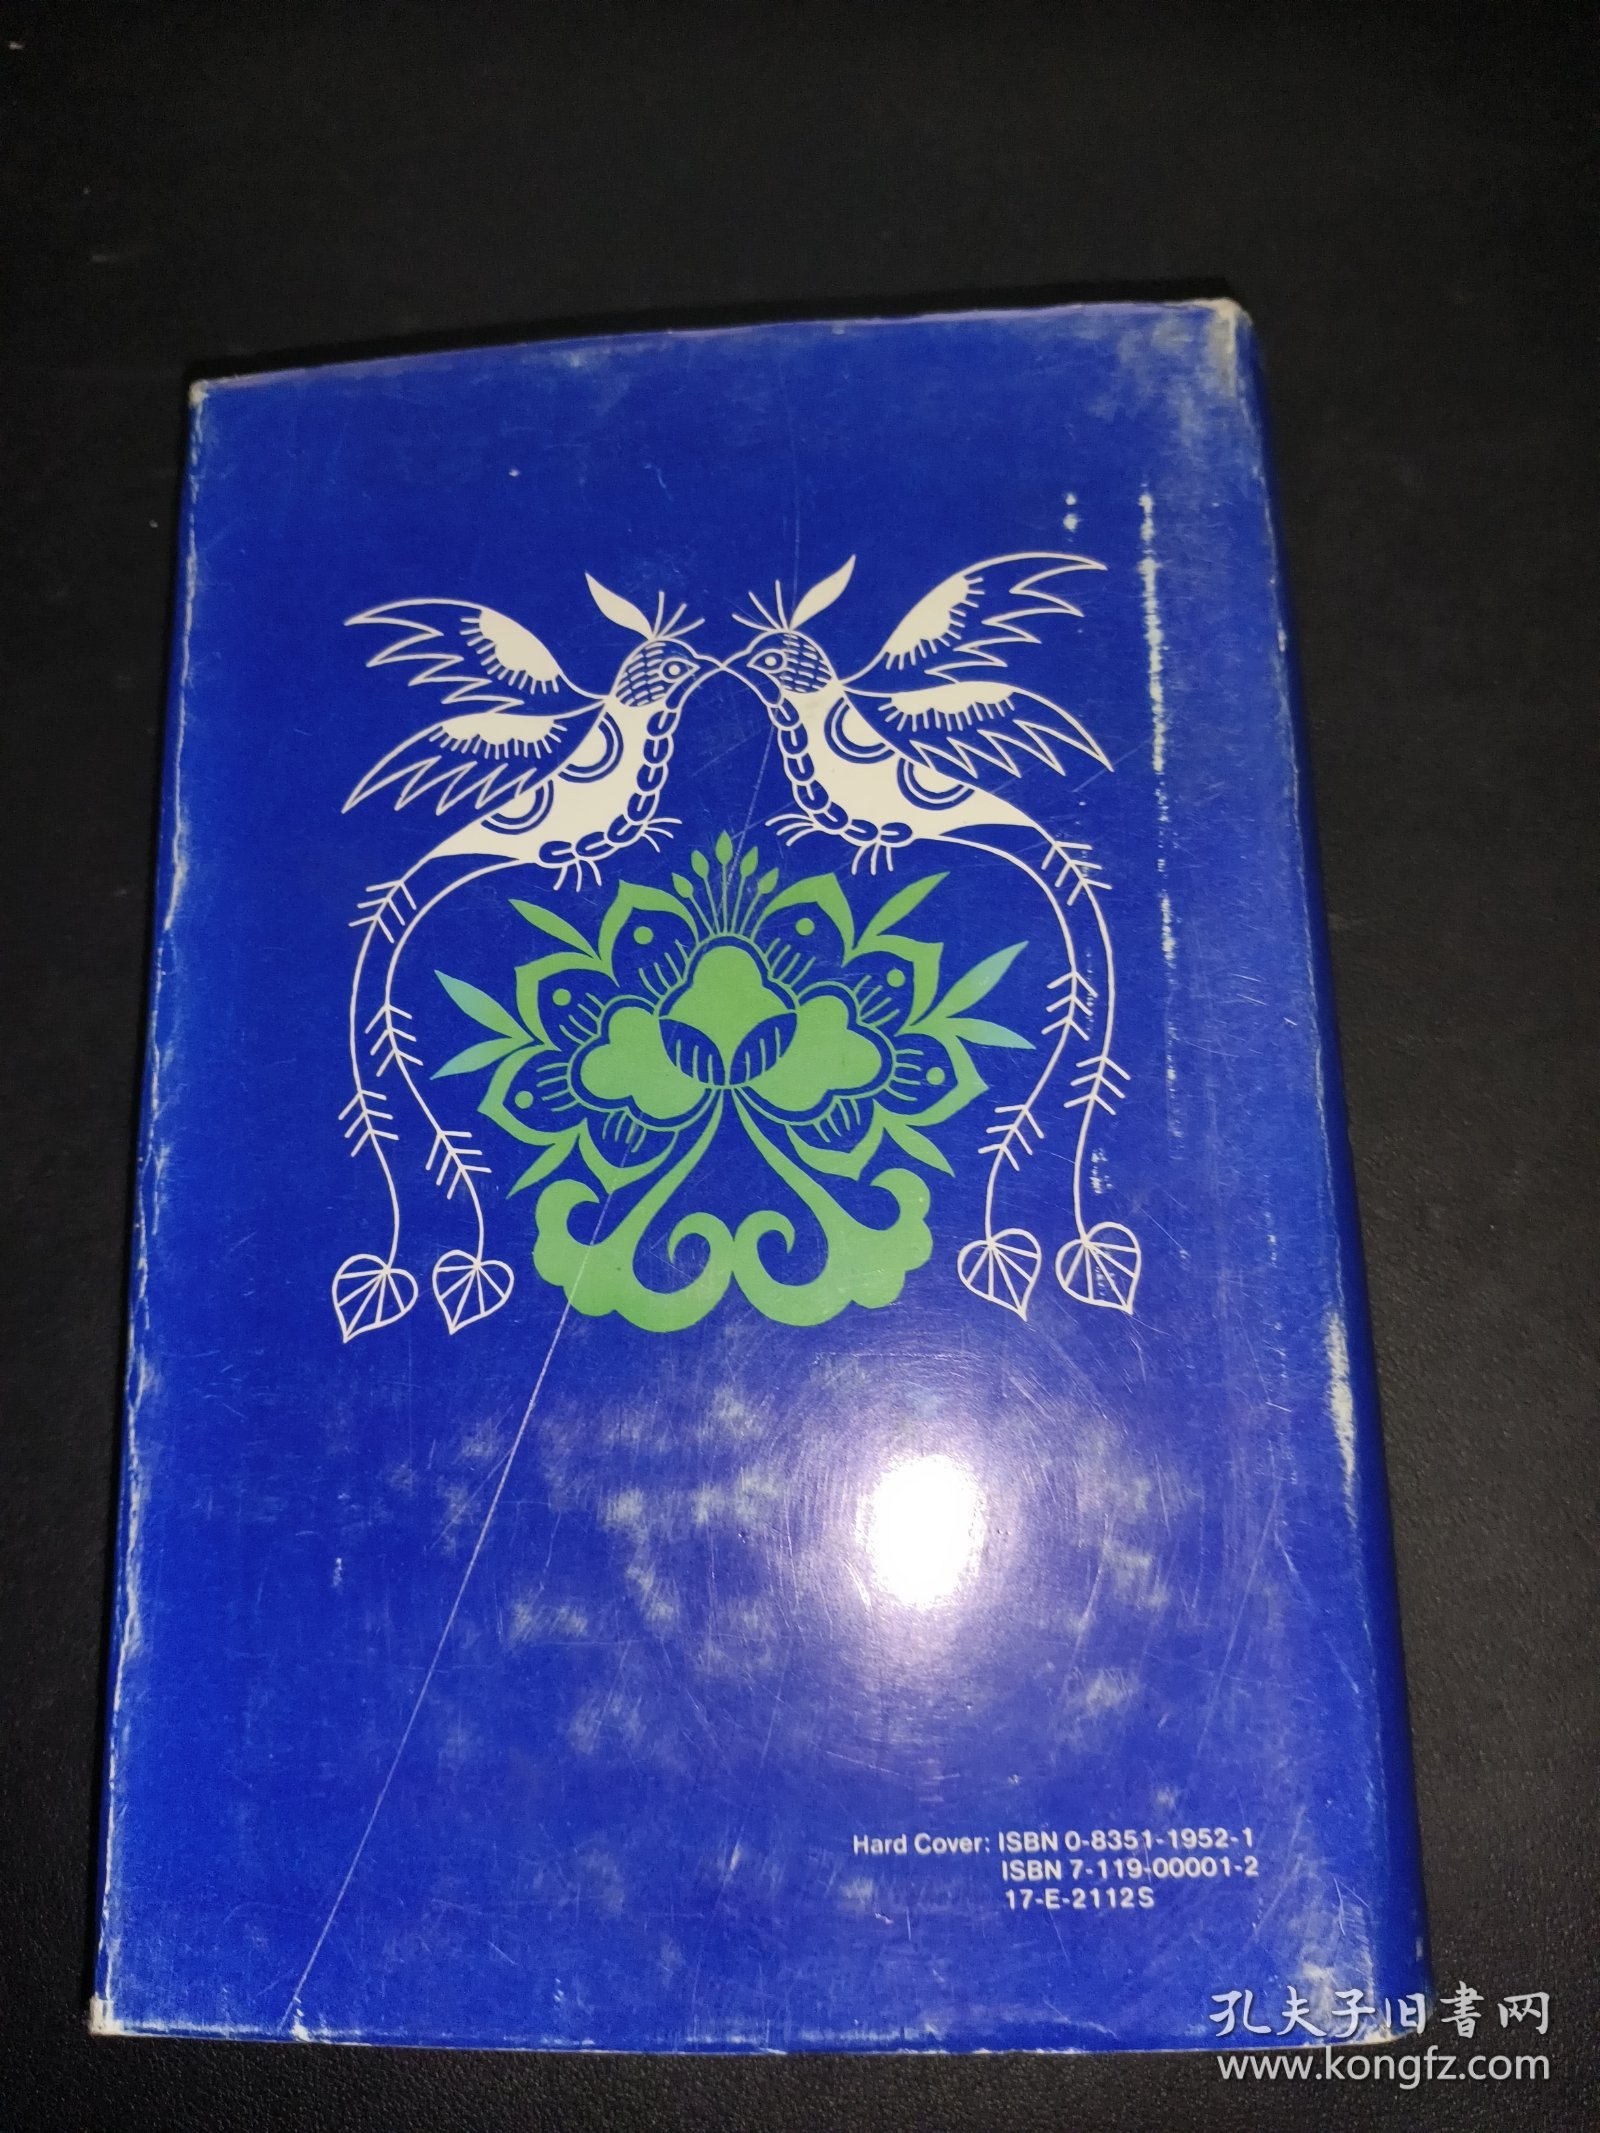 Hard Cover: ISBN 0-8351-1952-1
ISBN 7-119-00001-2
17-E-2112S
孔夫子旧書网
www.kongfz.com